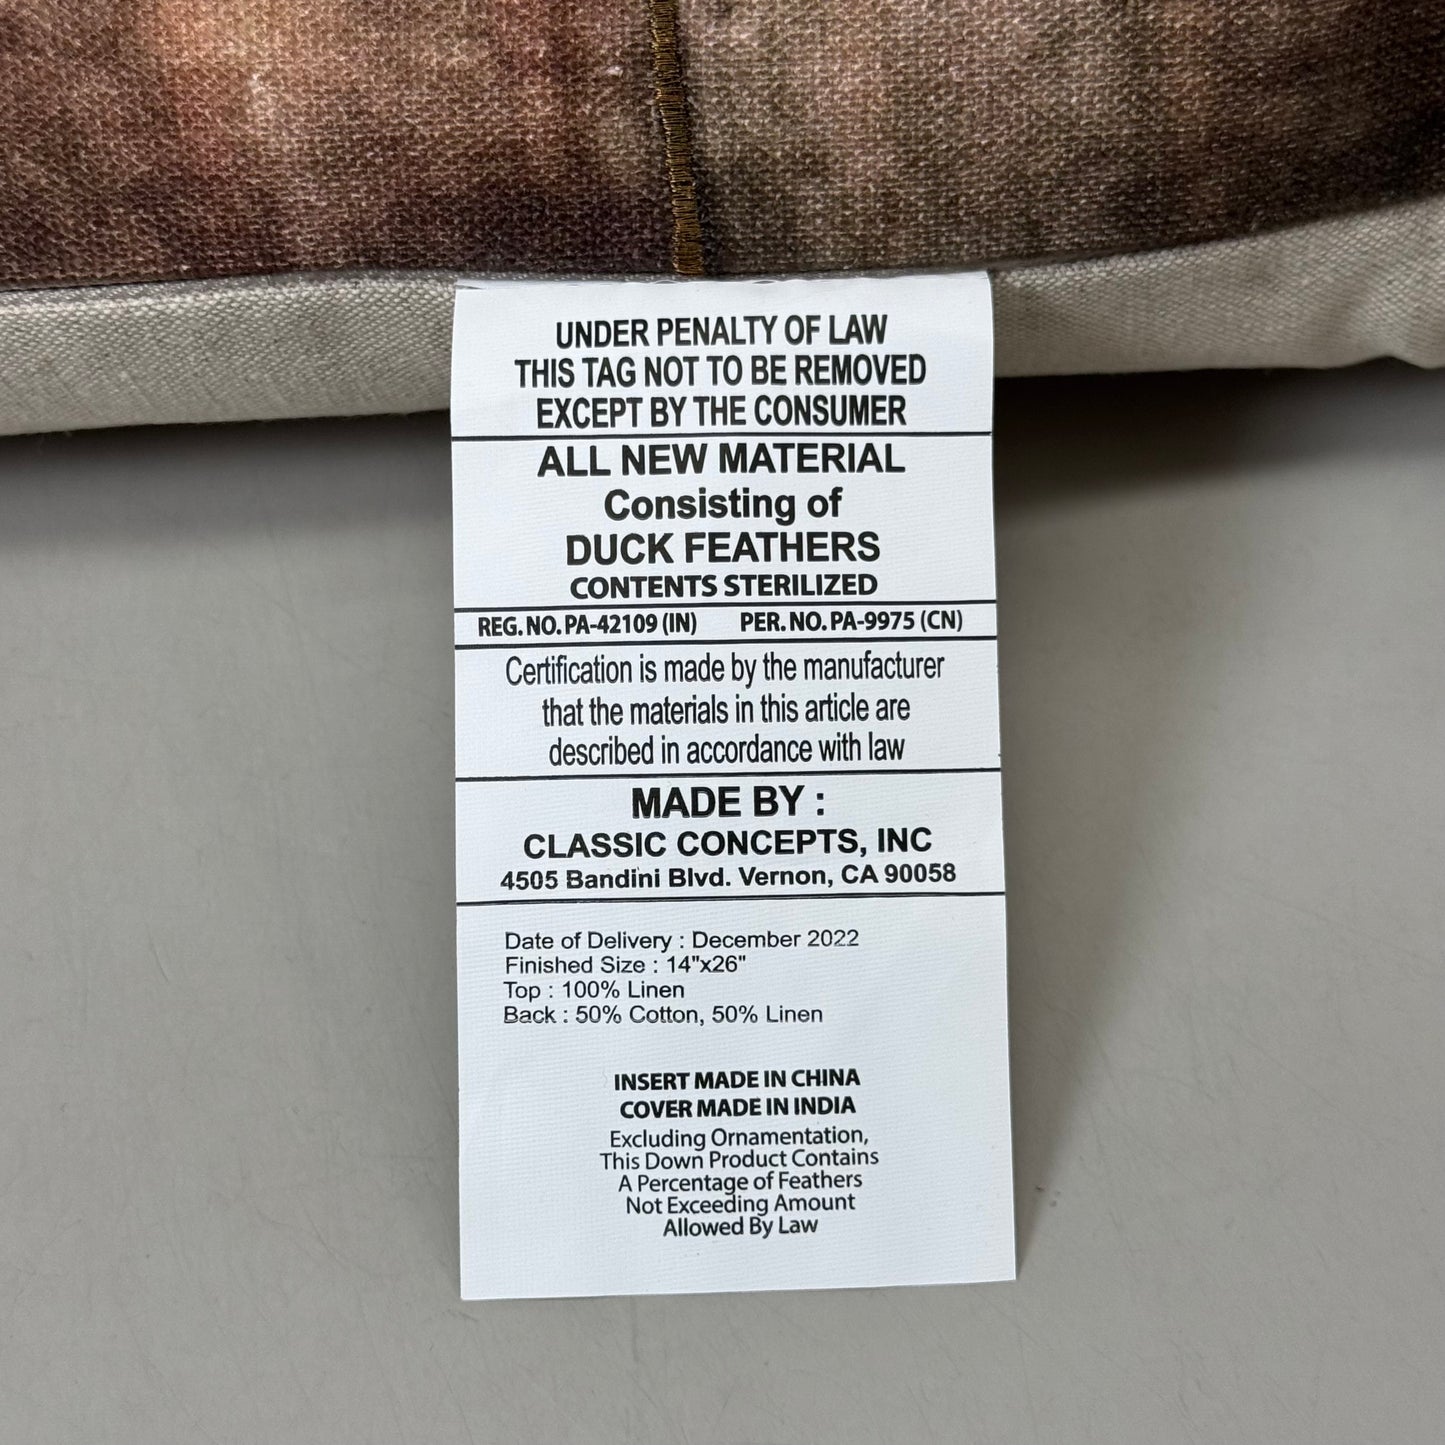 UNDER PENALTY OF LAW
THIS TAG NOT TO BE REMOVED
EXCEPT BY THE CONSUMER
ALL NEW MATERIAL
Consisting of
DUCK FEATHERS
CONTENTS STERILIZED
REG. NO. PA-42109 (IN) PER. NO. PA-9975 (CN)
Certification is made by the manufacturer
that the materials in this article are
described in accordance with law
MADE BY :
CLASSIC CONCEPTS, INC
4505 Bandini Blvd. Vernon, CA 90058
Date of Delivery : December 2022
Finished Size : 14"x26"
Top : 100% Linen
Back : 50% Cotton, 50% Linen
INSERT MADE IN CHINA
COVER MADE IN INDIA
Excluding Ornamentation,
This Down Product Contains
A Percentage of Feathers
Not Exceeding Amount
Allowed By Law